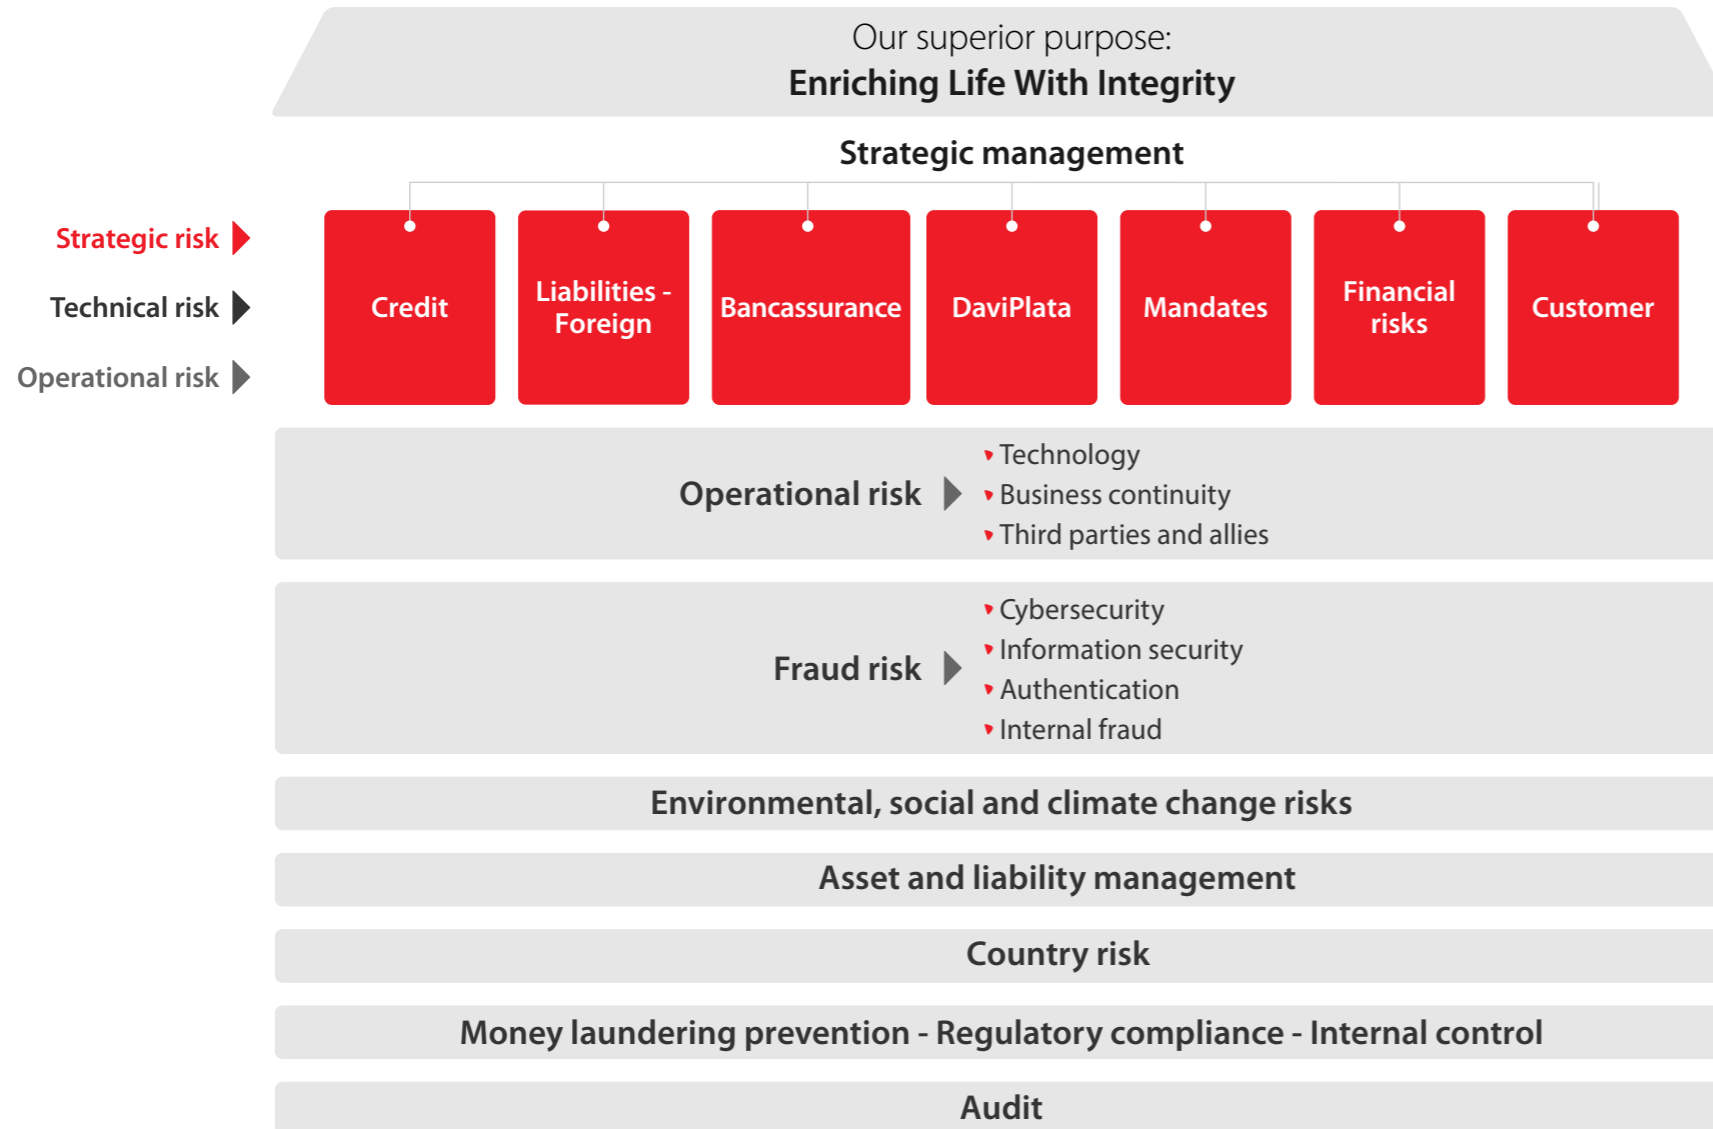 Our superior purpose:
Enriching Life With Integrity
Strategic management
Strategic risk
Technical risk
Operational risk
Credit
Liabilities -
Foreign
Bancassurance
DaviPlata
Mandates
Financial
risks
Customer
Operational risk
Technology
Business continuity
Third parties and allies
Fraud risk
Cybersecurity
Information security
Authentication
Internal fraud
Environmental, social and climate change risks
Asset and liability management
Country risk
Money laundering prevention - Regulatory compliance - Internal control
Audit